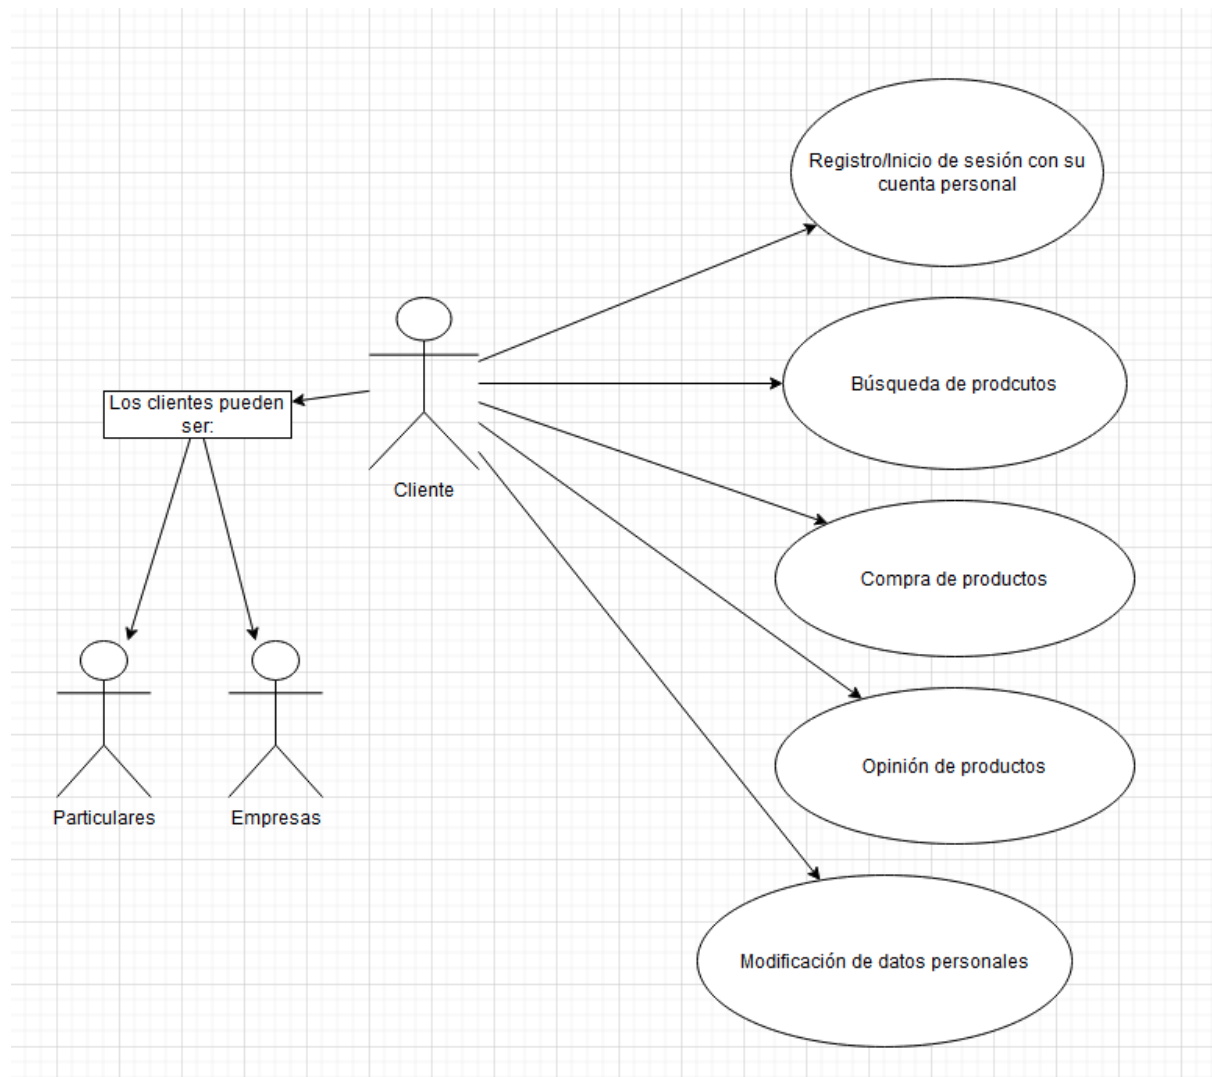 Registro/Inicio de sesión con su
cuenta personal
Búsqueda de prodcutos
Los clientes pueden
ser:
Cliente
Compra de productos
Opinión de productos
Particulares
Empresas
Modificación de datos personales